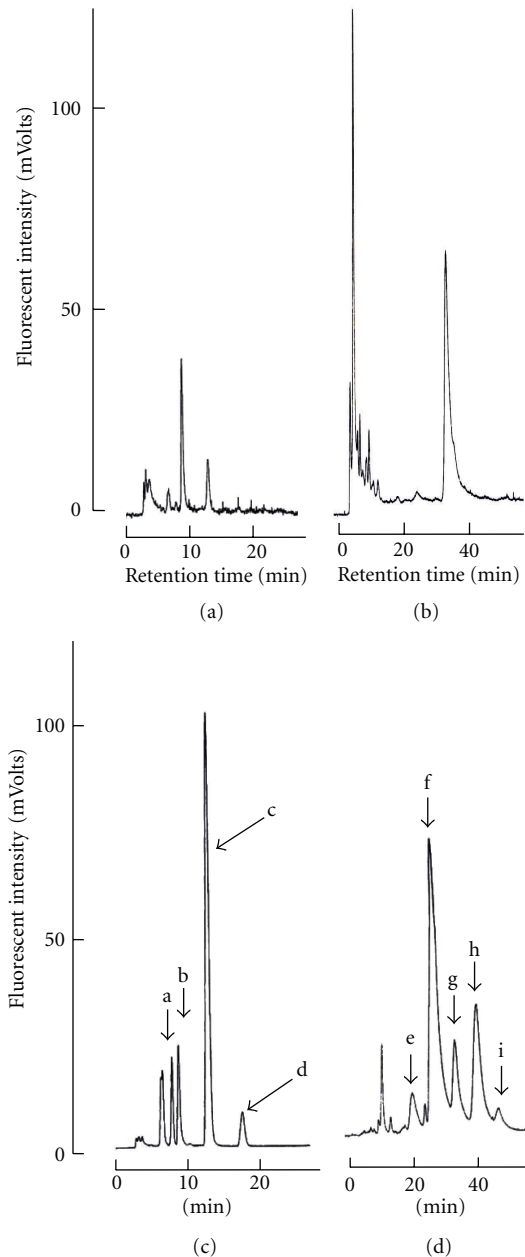 Fluorescent intensity (mVolts)
100
50
0
0 10 20
Retention time (min)
(a)
0 20 40
Retention time (min)
(b)
Fluorescent intensity (mVolts)
100
50
0
a
b
c
d
0 20
(min)
(c)
e
f
g
h
i
0 20 40
(min)
(d)